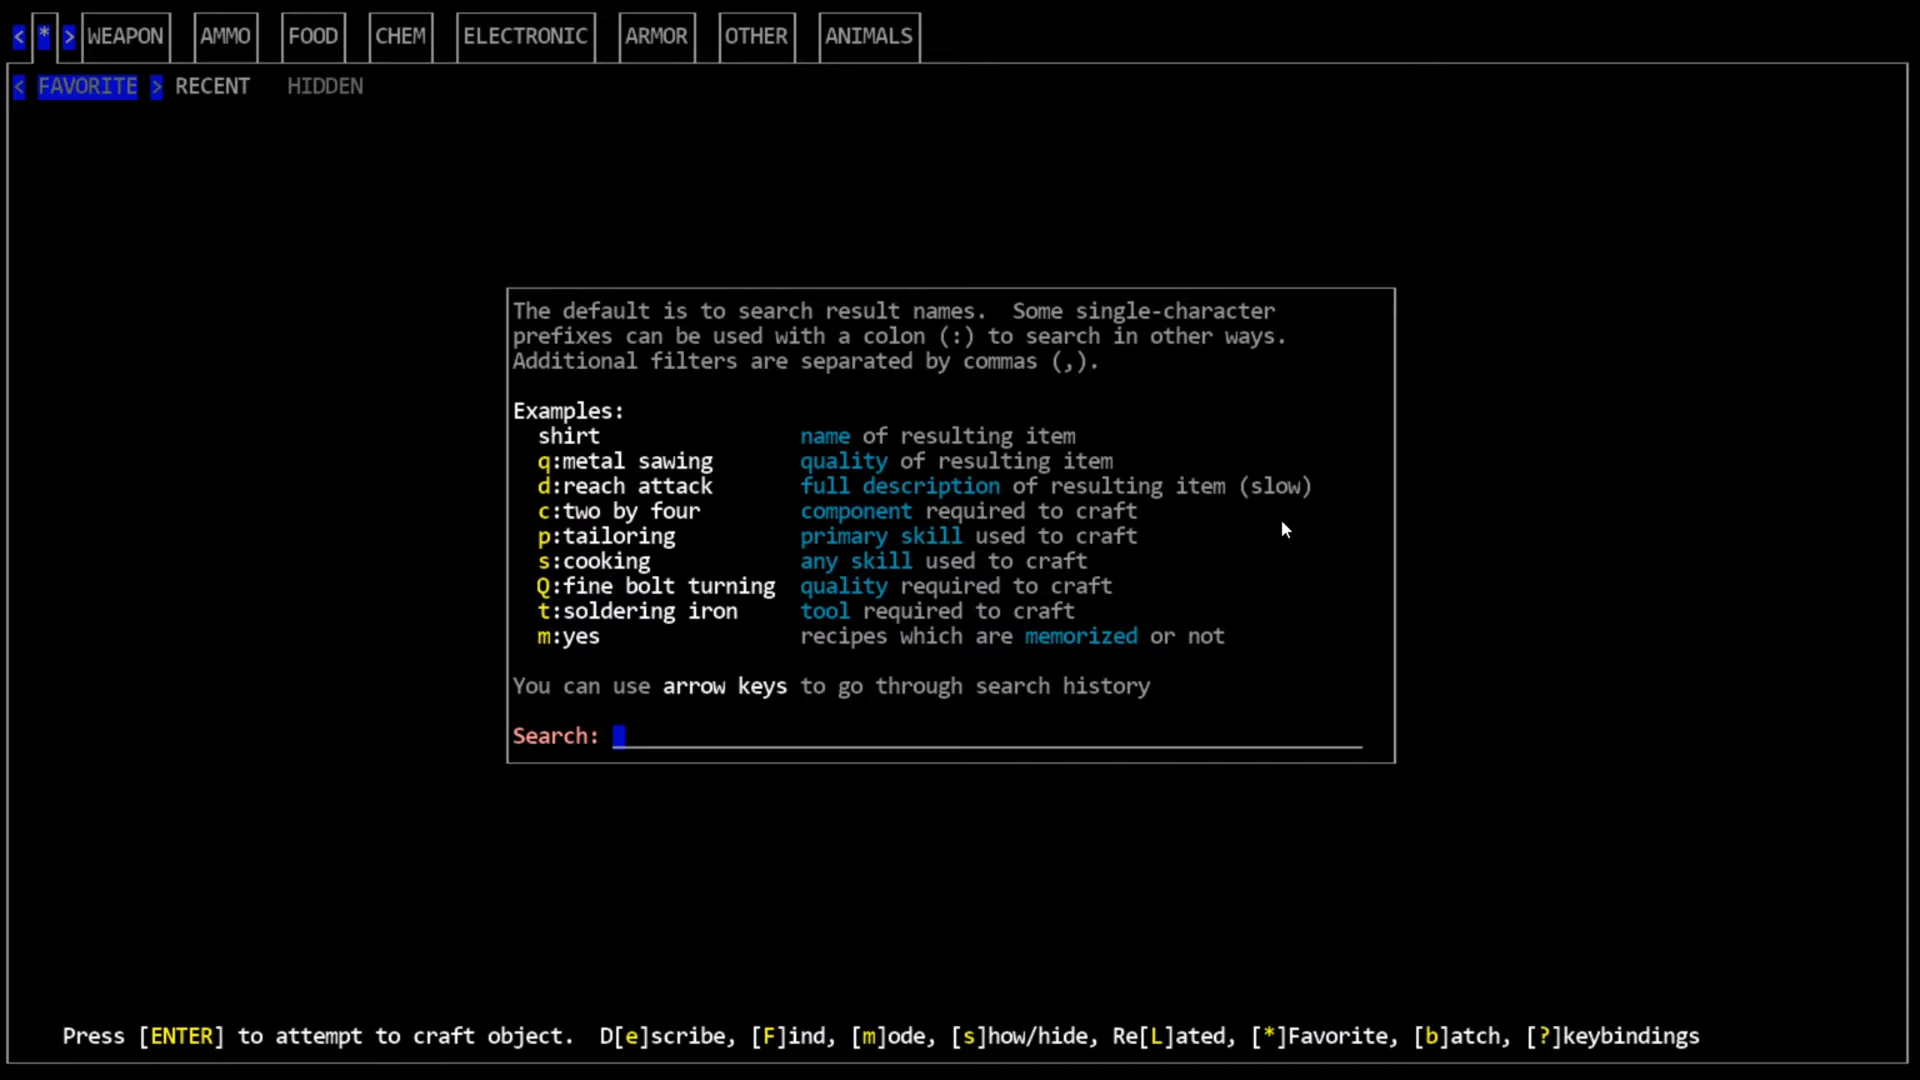 < * > WEAPON AMMO FOOD CHEM ELECTRONIC ARMOR OTHER ANIMALS
< FAVORITE > RECENT HIDDEN
The default is to search result names. Some single-character
prefixes can be used with a colon (:) to search in other ways.
Additional filters are separated by commas (,).
Examples:
shirt name of resulting item
q:metal sawing quality of resulting item
d:reach attack full description of resulting item (slow)
c:two by four component required to craft
p:tailoring primary skill used to craft
s:cooking any skill used to craft
Q:fine bolt turning quality required to craft
t:soldering iron tool required to craft
m:yes recipes which are memorized or not
You can use arrow keys to go through search history
Search:
Press [ENTER] to attempt to craft object. D[e]scribe, [F]ind, [m]ode, [s]how/hide, Re[L]ated, [*]Favorite, [b]atch, [?]keybindings